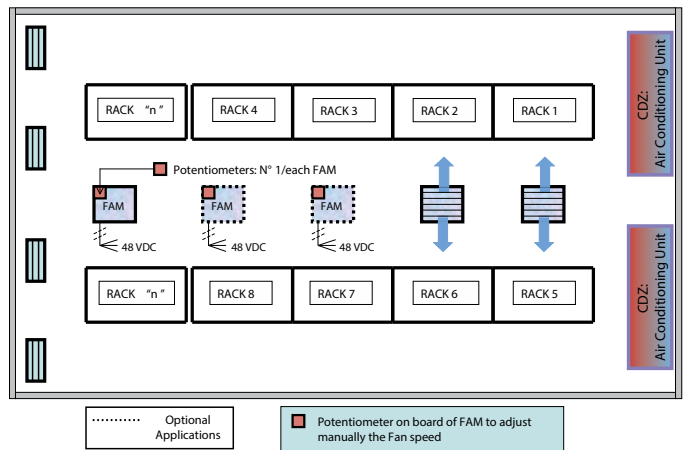 RACK "n"
RACK 4
RACK 3
RACK 2
RACK 1
CDZ:
Air Conditioning Unit
Potentiometers: N° 1/each FAM
FAM
FAM
FAM
48 VDC
48 VDC
48 VDC
RACK "n"
RACK 8
RACK 7
RACK 6
RACK 5
CDZ:
Air Conditioning Unit
Optional
Applications
Potentiometer on board of FAM to adjust
manually the Fan speed